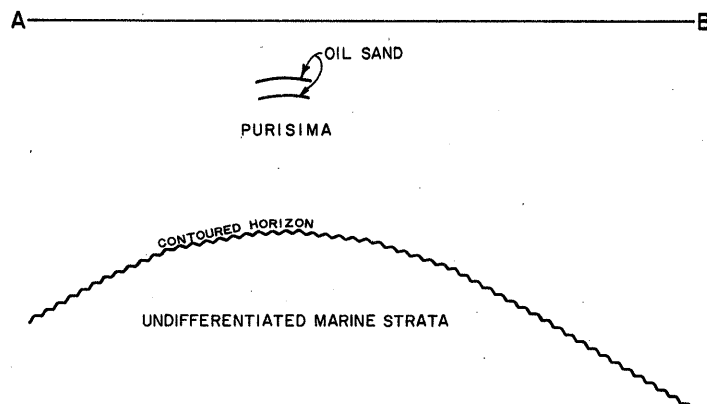 A B
OIL SAND
PURISIMA
CONTOURED HORIZON
UNDIFFERENTIATED MARINE STRATA